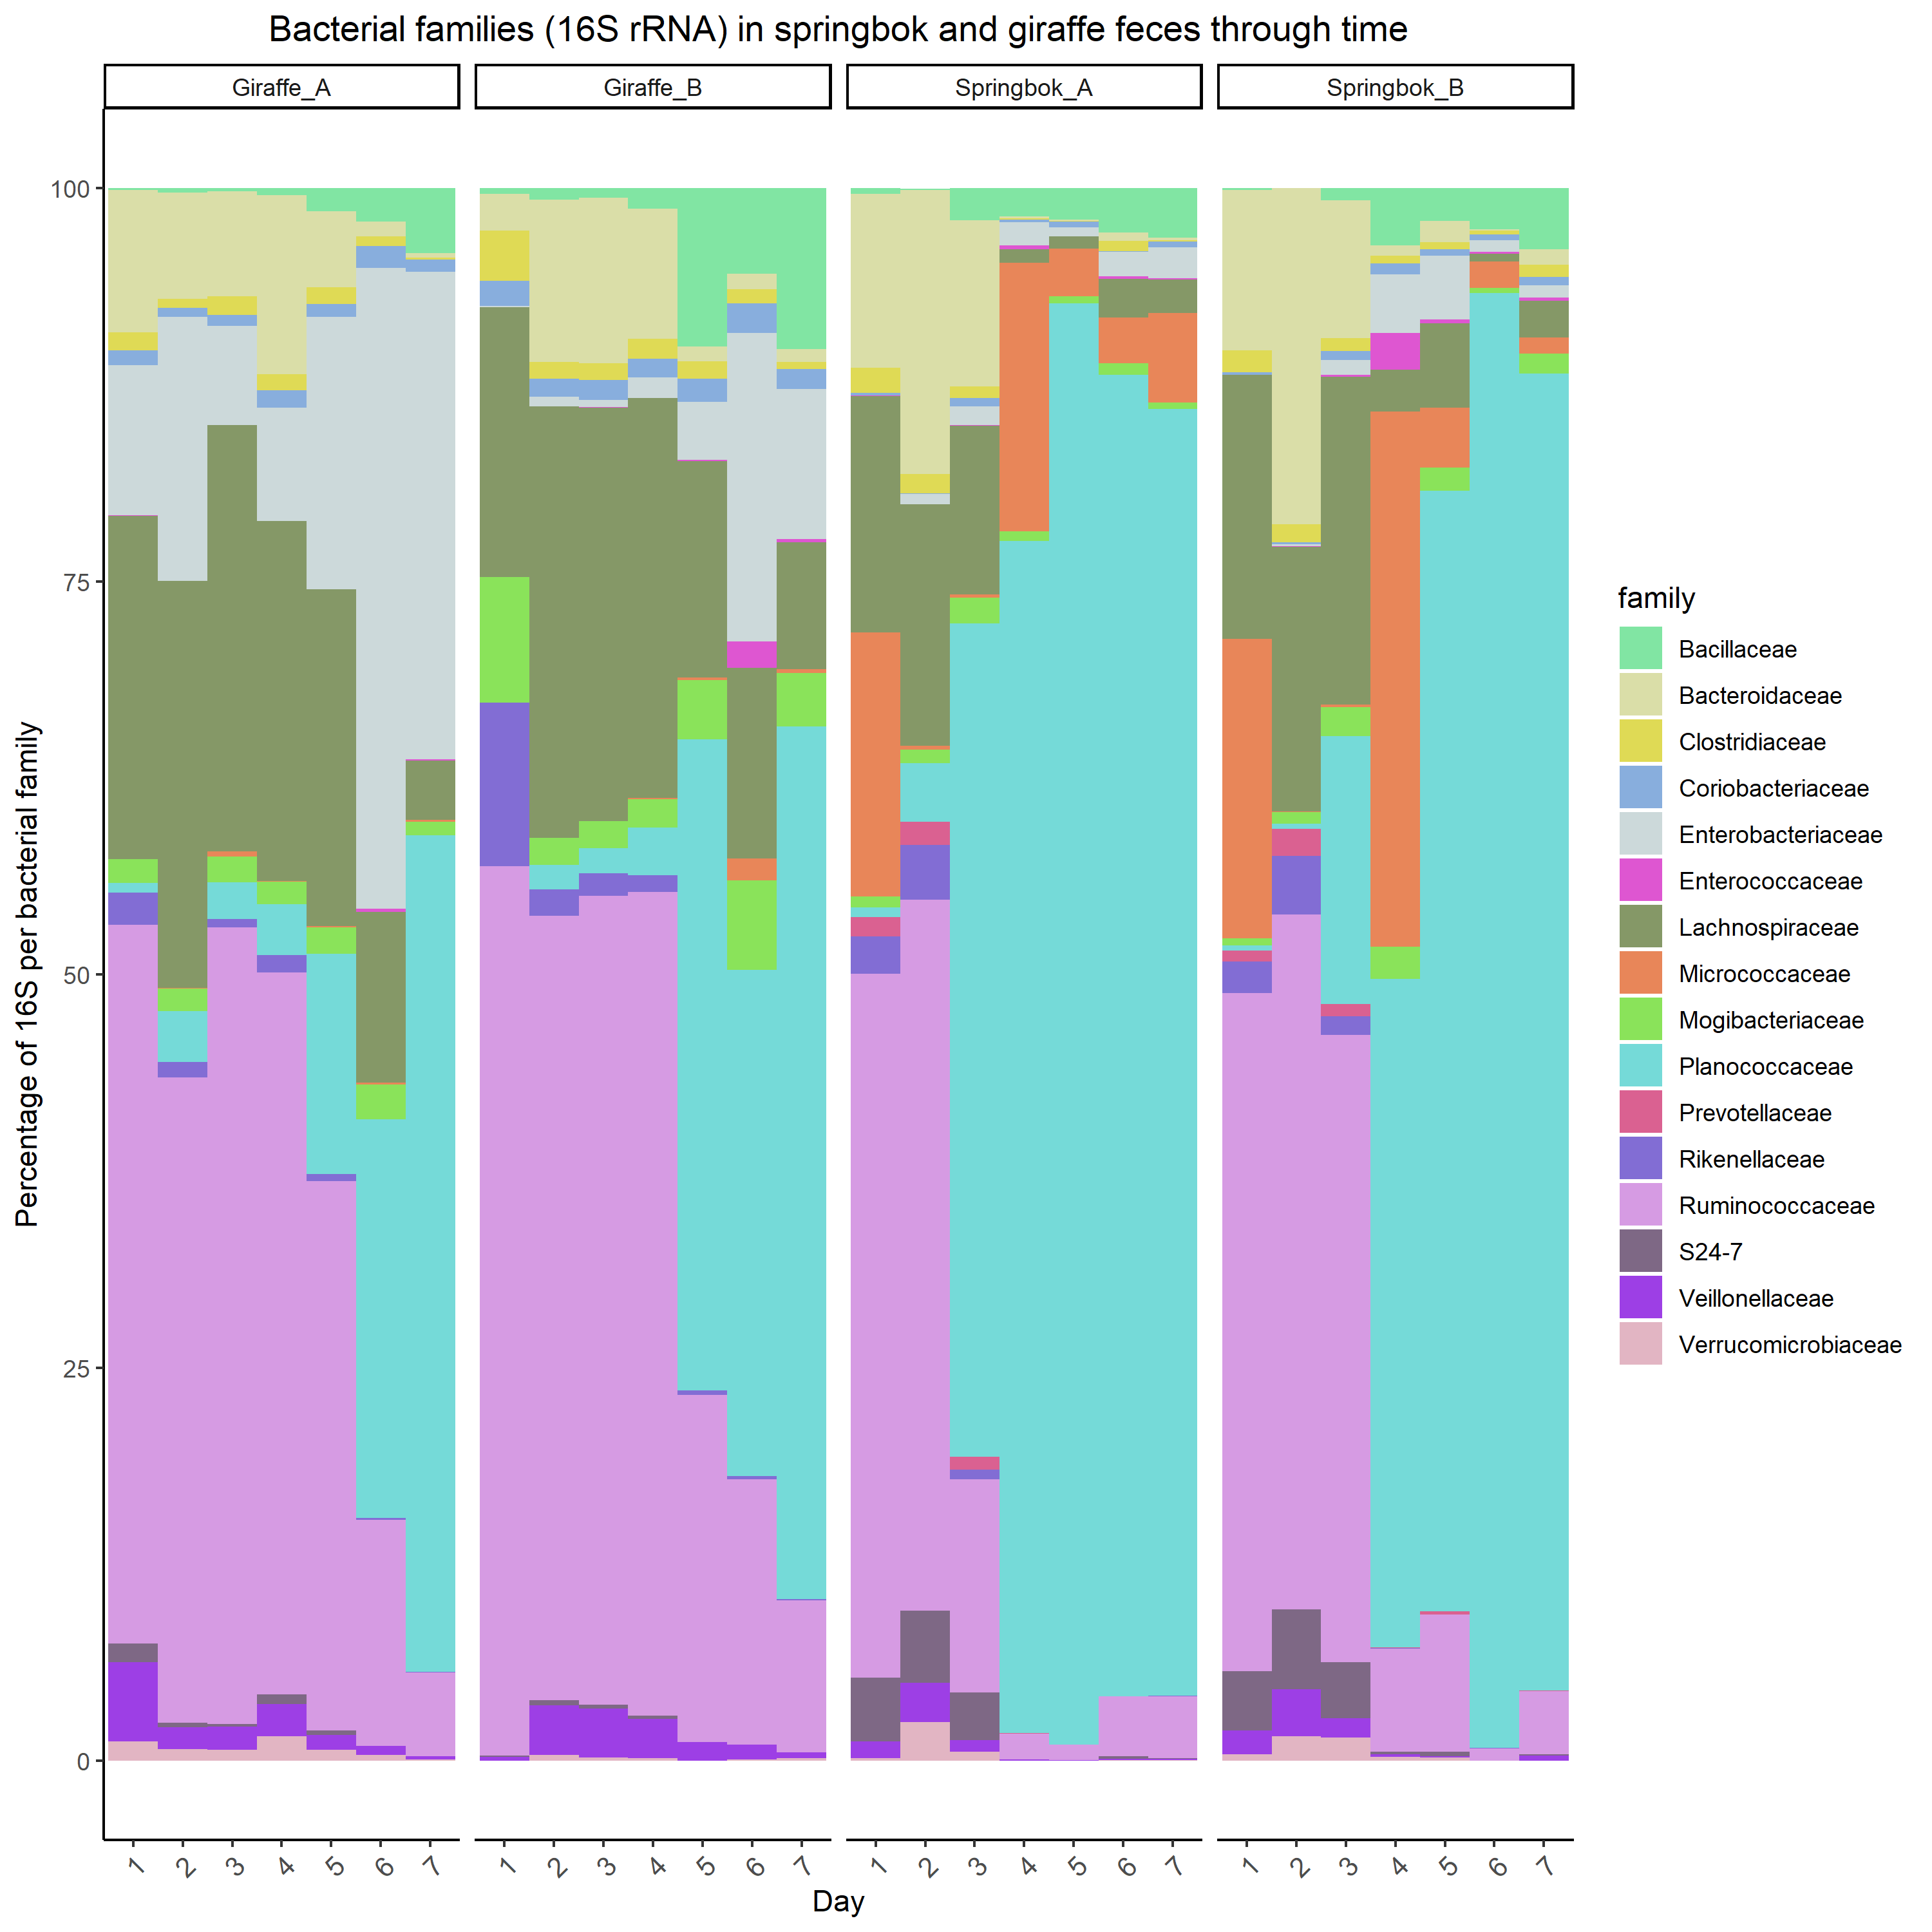 Bacterial families (16S rRNA) in springbok and giraffe feces through time
Giraffe_A
Giraffe_B
Springbok_A
Springbok_B
Percentage of 16S per bacterial family
100
75
50
25
0
1 2 3 4 5 6 7
1 2 3 4 5 6 7
1 2 3 4 5 6 7
1 2 3 4 5 6 7
Day
family
Bacillaceae
Bacteroidaceae
Clostridiaceae
Coriobacteriaceae
Enterobacteriaceae
Enterococcaceae
Lachnospiraceae
Micrococcaceae
Mogibacteriaceae
Planococcaceae
Prevotellaceae
Rikenellaceae
Ruminococcaceae
S24-7
Veillonellaceae
Verrucomicrobiaceae